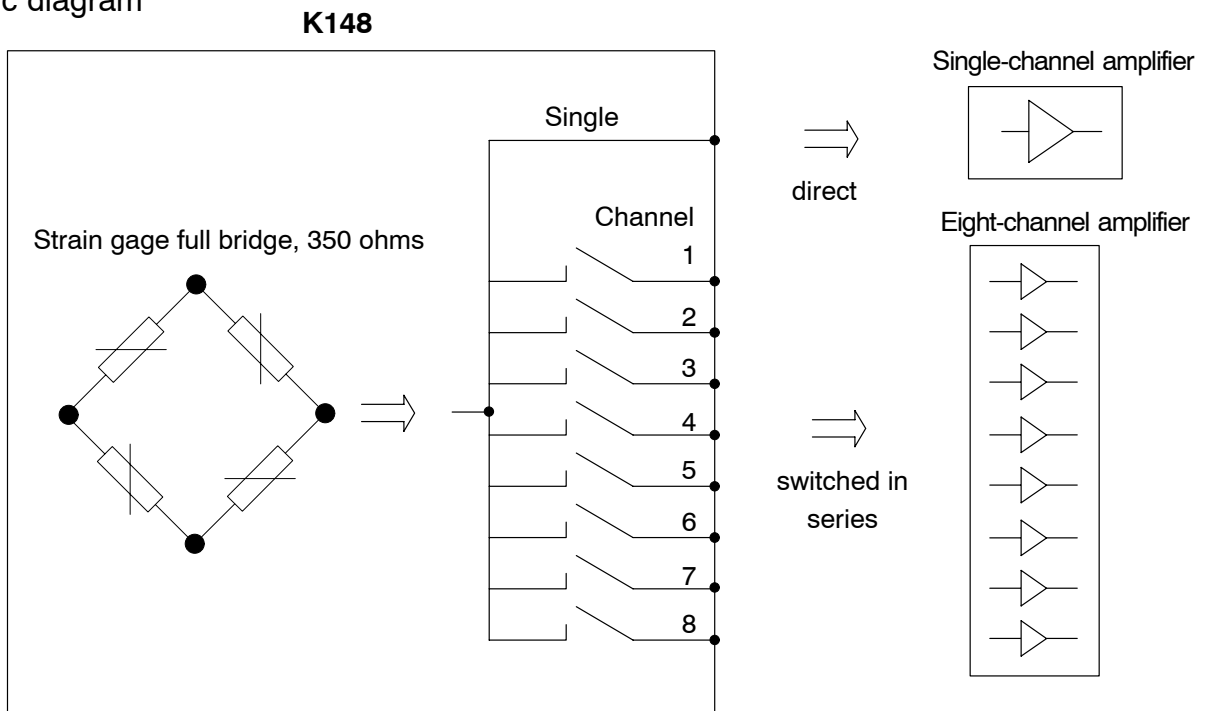 c diagram
K148
Single-channel amplifier
Single
direct
Channel
Eight-channel amplifier
Strain gage full bridge, 350 ohms
1
2
3
4
5
6
7
8
switched in
series